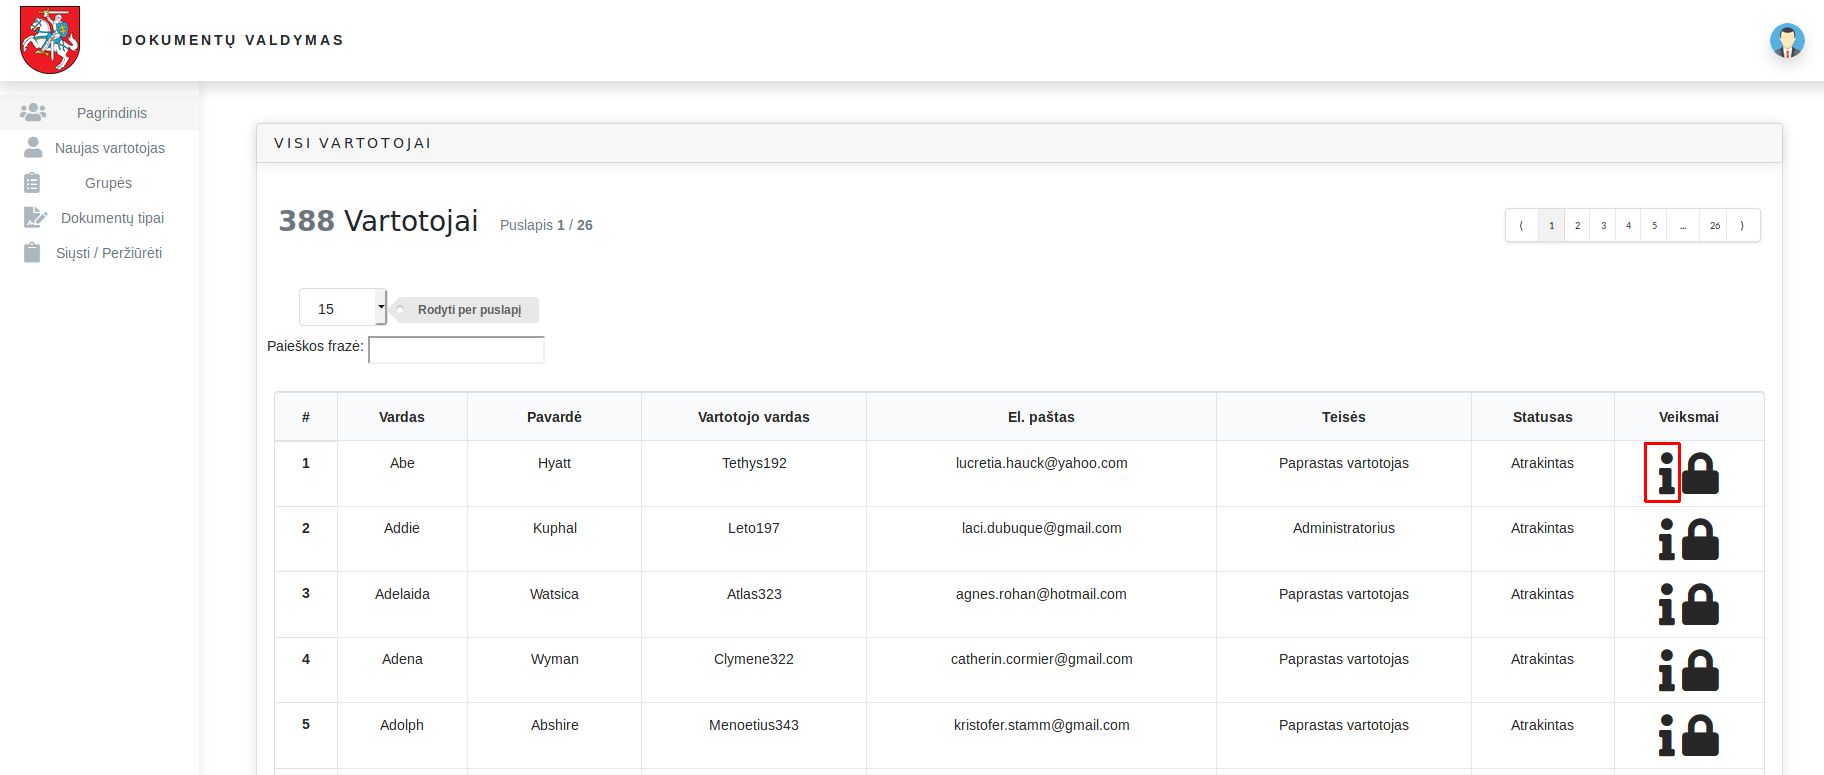 DOKUMENTŲ VALDYMAS
Pagrindinis
Naujas vartotojas
Grupės
Dokumentų tipai
Siųsti / Peržiūrėti
VISI VARTOTOJAI
388 Vartotojai Puslapis 1 / 26
⟨ 1 2 3 4 5 ... 26 ⟩
15 Rodyti per puslapį
Paieškos frazė:
# Vardas Pavardė Vartotojo vardas El. paštas Teisės Statusas Veiksmai
1 Abe Hyatt Tethys192 lucretia.hauck@yahoo.com Paprastas vartotojas Atrakintas
2 Addie Kuphal Leto197 laci.dubuque@gmail.com Administratorius Atrakintas
3 Adelaida Watsica Atlas323 agnes.rohan@hotmail.com Paprastas vartotojas Atrakintas
4 Adena Wyman Clymene322 catherin.cormier@gmail.com Paprastas vartotojas Atrakintas
5 Adolph Abshire Menoetius343 kristofer.stamm@gmail.com Paprastas vartotojas Atrakintas